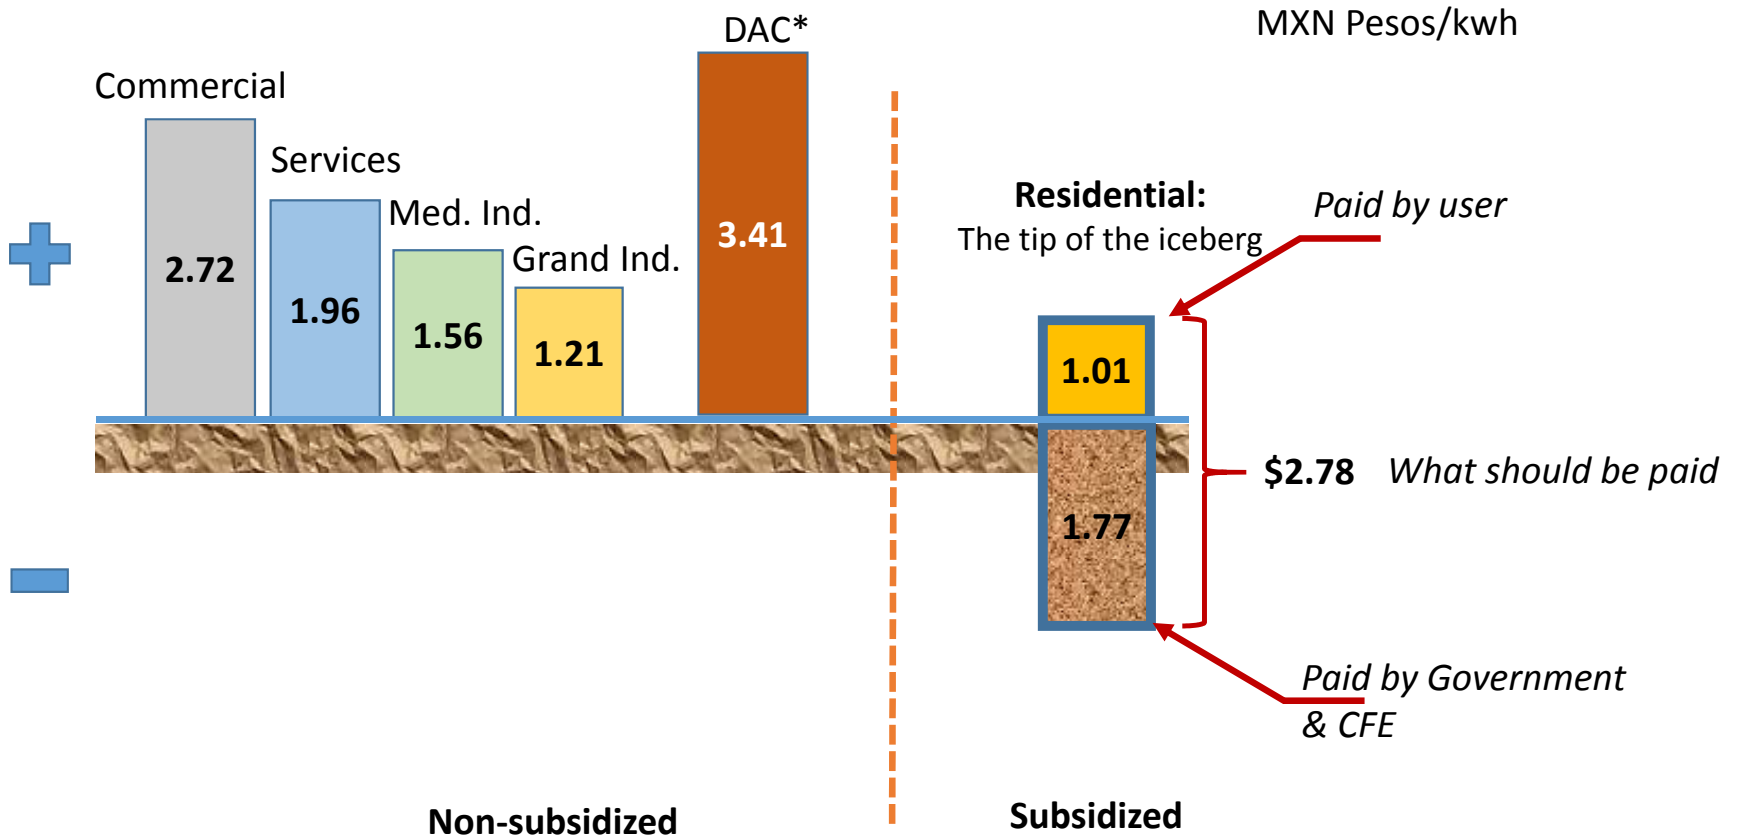 DAC*
MXN Pesos/kwh
Commercial
Services
Med. Ind.
Grand Ind.
2.72
1.96
1.56
1.21
3.41
Residential:
The tip of the iceberg
Paid by user
1.01
1.77
$2.78 What should be paid
Paid by Government
& CFE
Non-subsidized
Subsidized